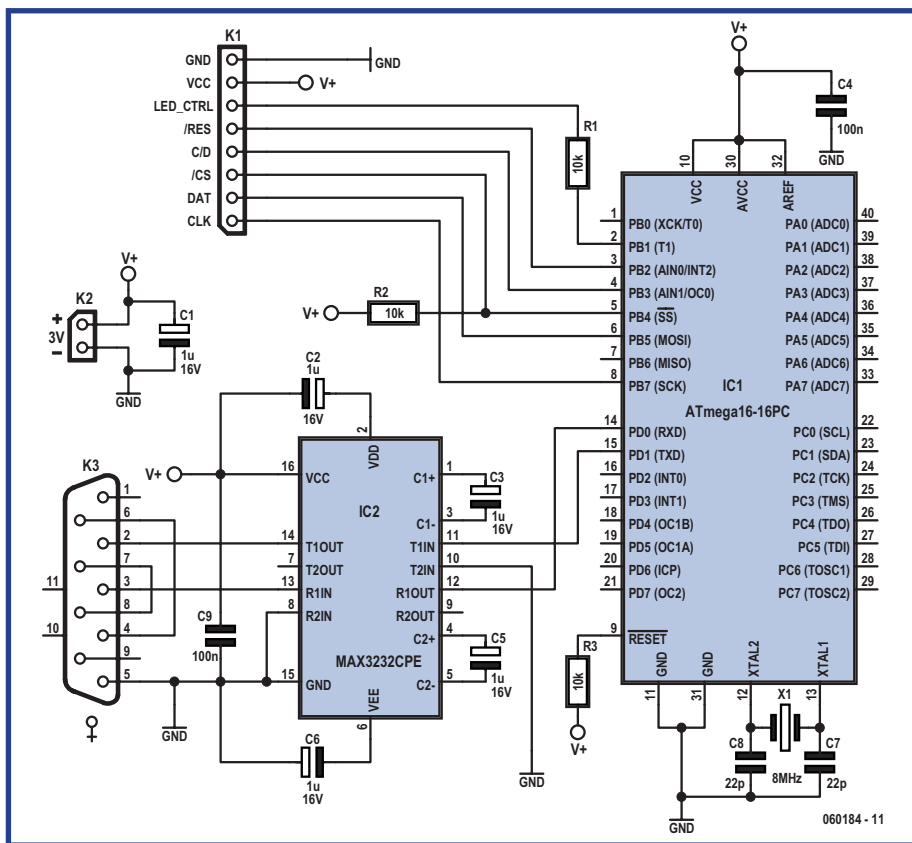 K1
GND
VCC
LED_CTRL
/RES
C/D
/CS
DAT
CLK
GND
V+
R1
10k
V+
C4
100n
GND
V+
K2
+
3V
−
C1
1u
16V
GND
V+
R2
10k
10
30
32
VCC
AVCC
AREF
1 PB0 (XCK/T0)
2 PB1 (T1)
3 PB2 (AIN0/INT2)
4 PB3 (AIN1/OC0)
5 PB4 (SS)
6 PB5 (MOSI)
7 PB6 (MISO)
8 PB7 (SCK)
PA0 (ADC0) 40
PA1 (ADC1) 39
PA2 (ADC2) 38
PA3 (ADC3) 37
PA4 (ADC4) 36
PA5 (ADC5) 35
PA6 (ADC6) 34
PA7 (ADC7) 33
IC1
ATmega16-16PC
14 PD0 (RXD)
15 PD1 (TXD)
16 PD2 (INT0)
17 PD3 (INT1)
18 PD4 (OC1B)
19 PD5 (OC1A)
20 PD6 (ICP)
21 PD7 (OC2)
PC0 (SCL) 22
PC1 (SDA) 23
PC2 (TCK) 24
PC3 (TMS) 25
PC4 (TDO) 26
PC5 (TDI) 27
PC6 (TOSC1) 28
PC7 (TOSC2) 29
9 RESET
GND
GND
XTAL2
XTAL1
11
31
12
13
R3
10k
V+
X1
8MHz
C8
22p
C7
22p
GND
C2
1u
16V
V+
K3
1
6
2
7
3
8
4
9
5
11
10
2
VDD
16 VCC
14 T1OUT
7 T2OUT
13 R1IN
8 R2IN
15 GND
IC2
MAX3232CPE
C1+ 1
C1- 3
T1IN 11
T2IN 10
R1OUT 12
R2OUT 9
C2+ 4
C2- 5
VEE
6
C3
1u
16V
C5
1u
16V
C9
100n
GND
C6
1u
16V
GND
060184 - 11